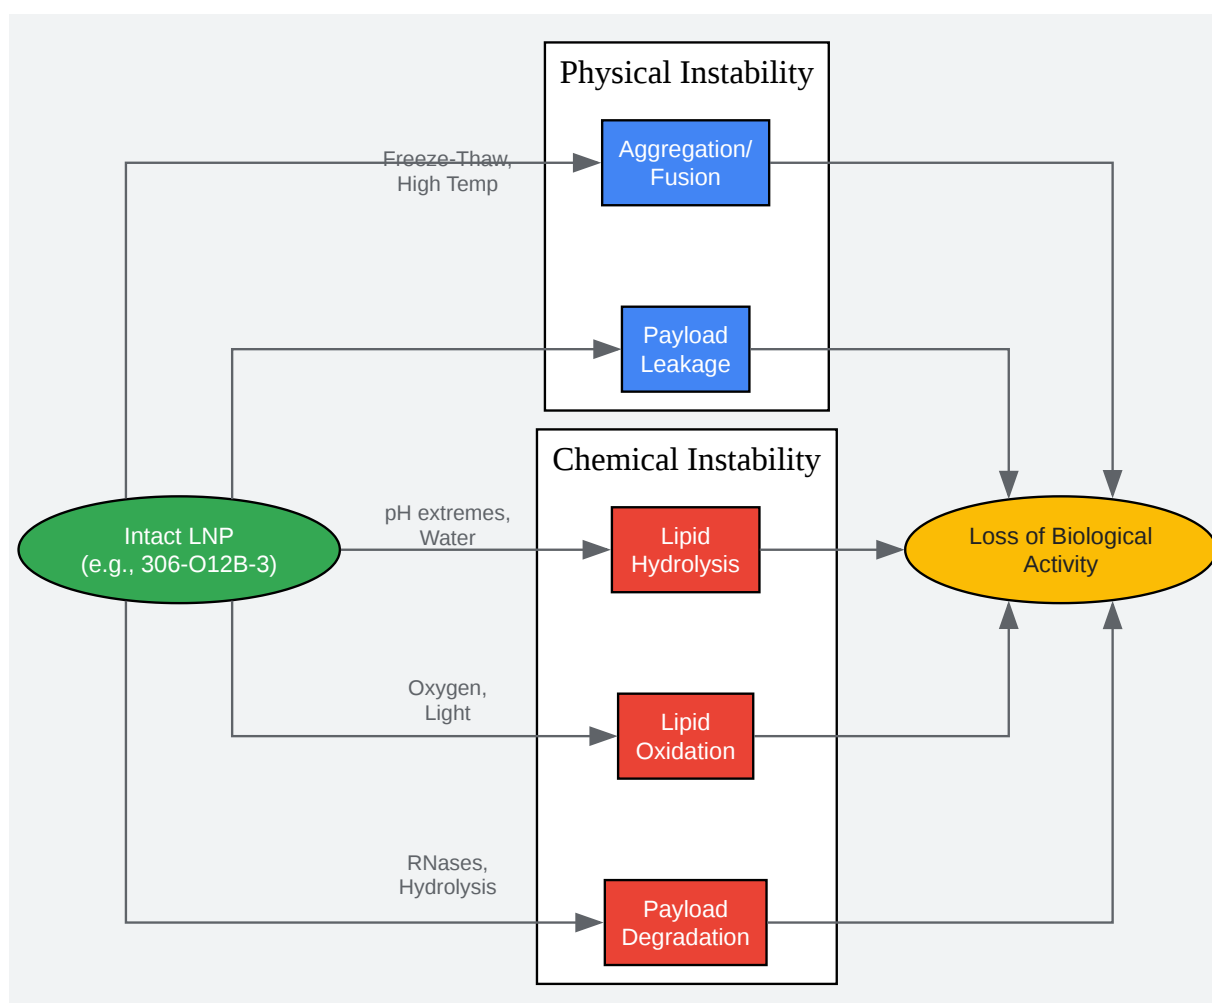 Physical Instability
Freeze-Thaw,
High Temp
Aggregation/
Fusion
Payload
Leakage
Chemical Instability
Intact LNP
(e.g., 306-O12B-3)
pH extremes,
Water
Lipid
Hydrolysis
Loss of Biological
Activity
Oxygen,
Light
Lipid
Oxidation
RNases,
Hydrolysis
Payload
Degradation